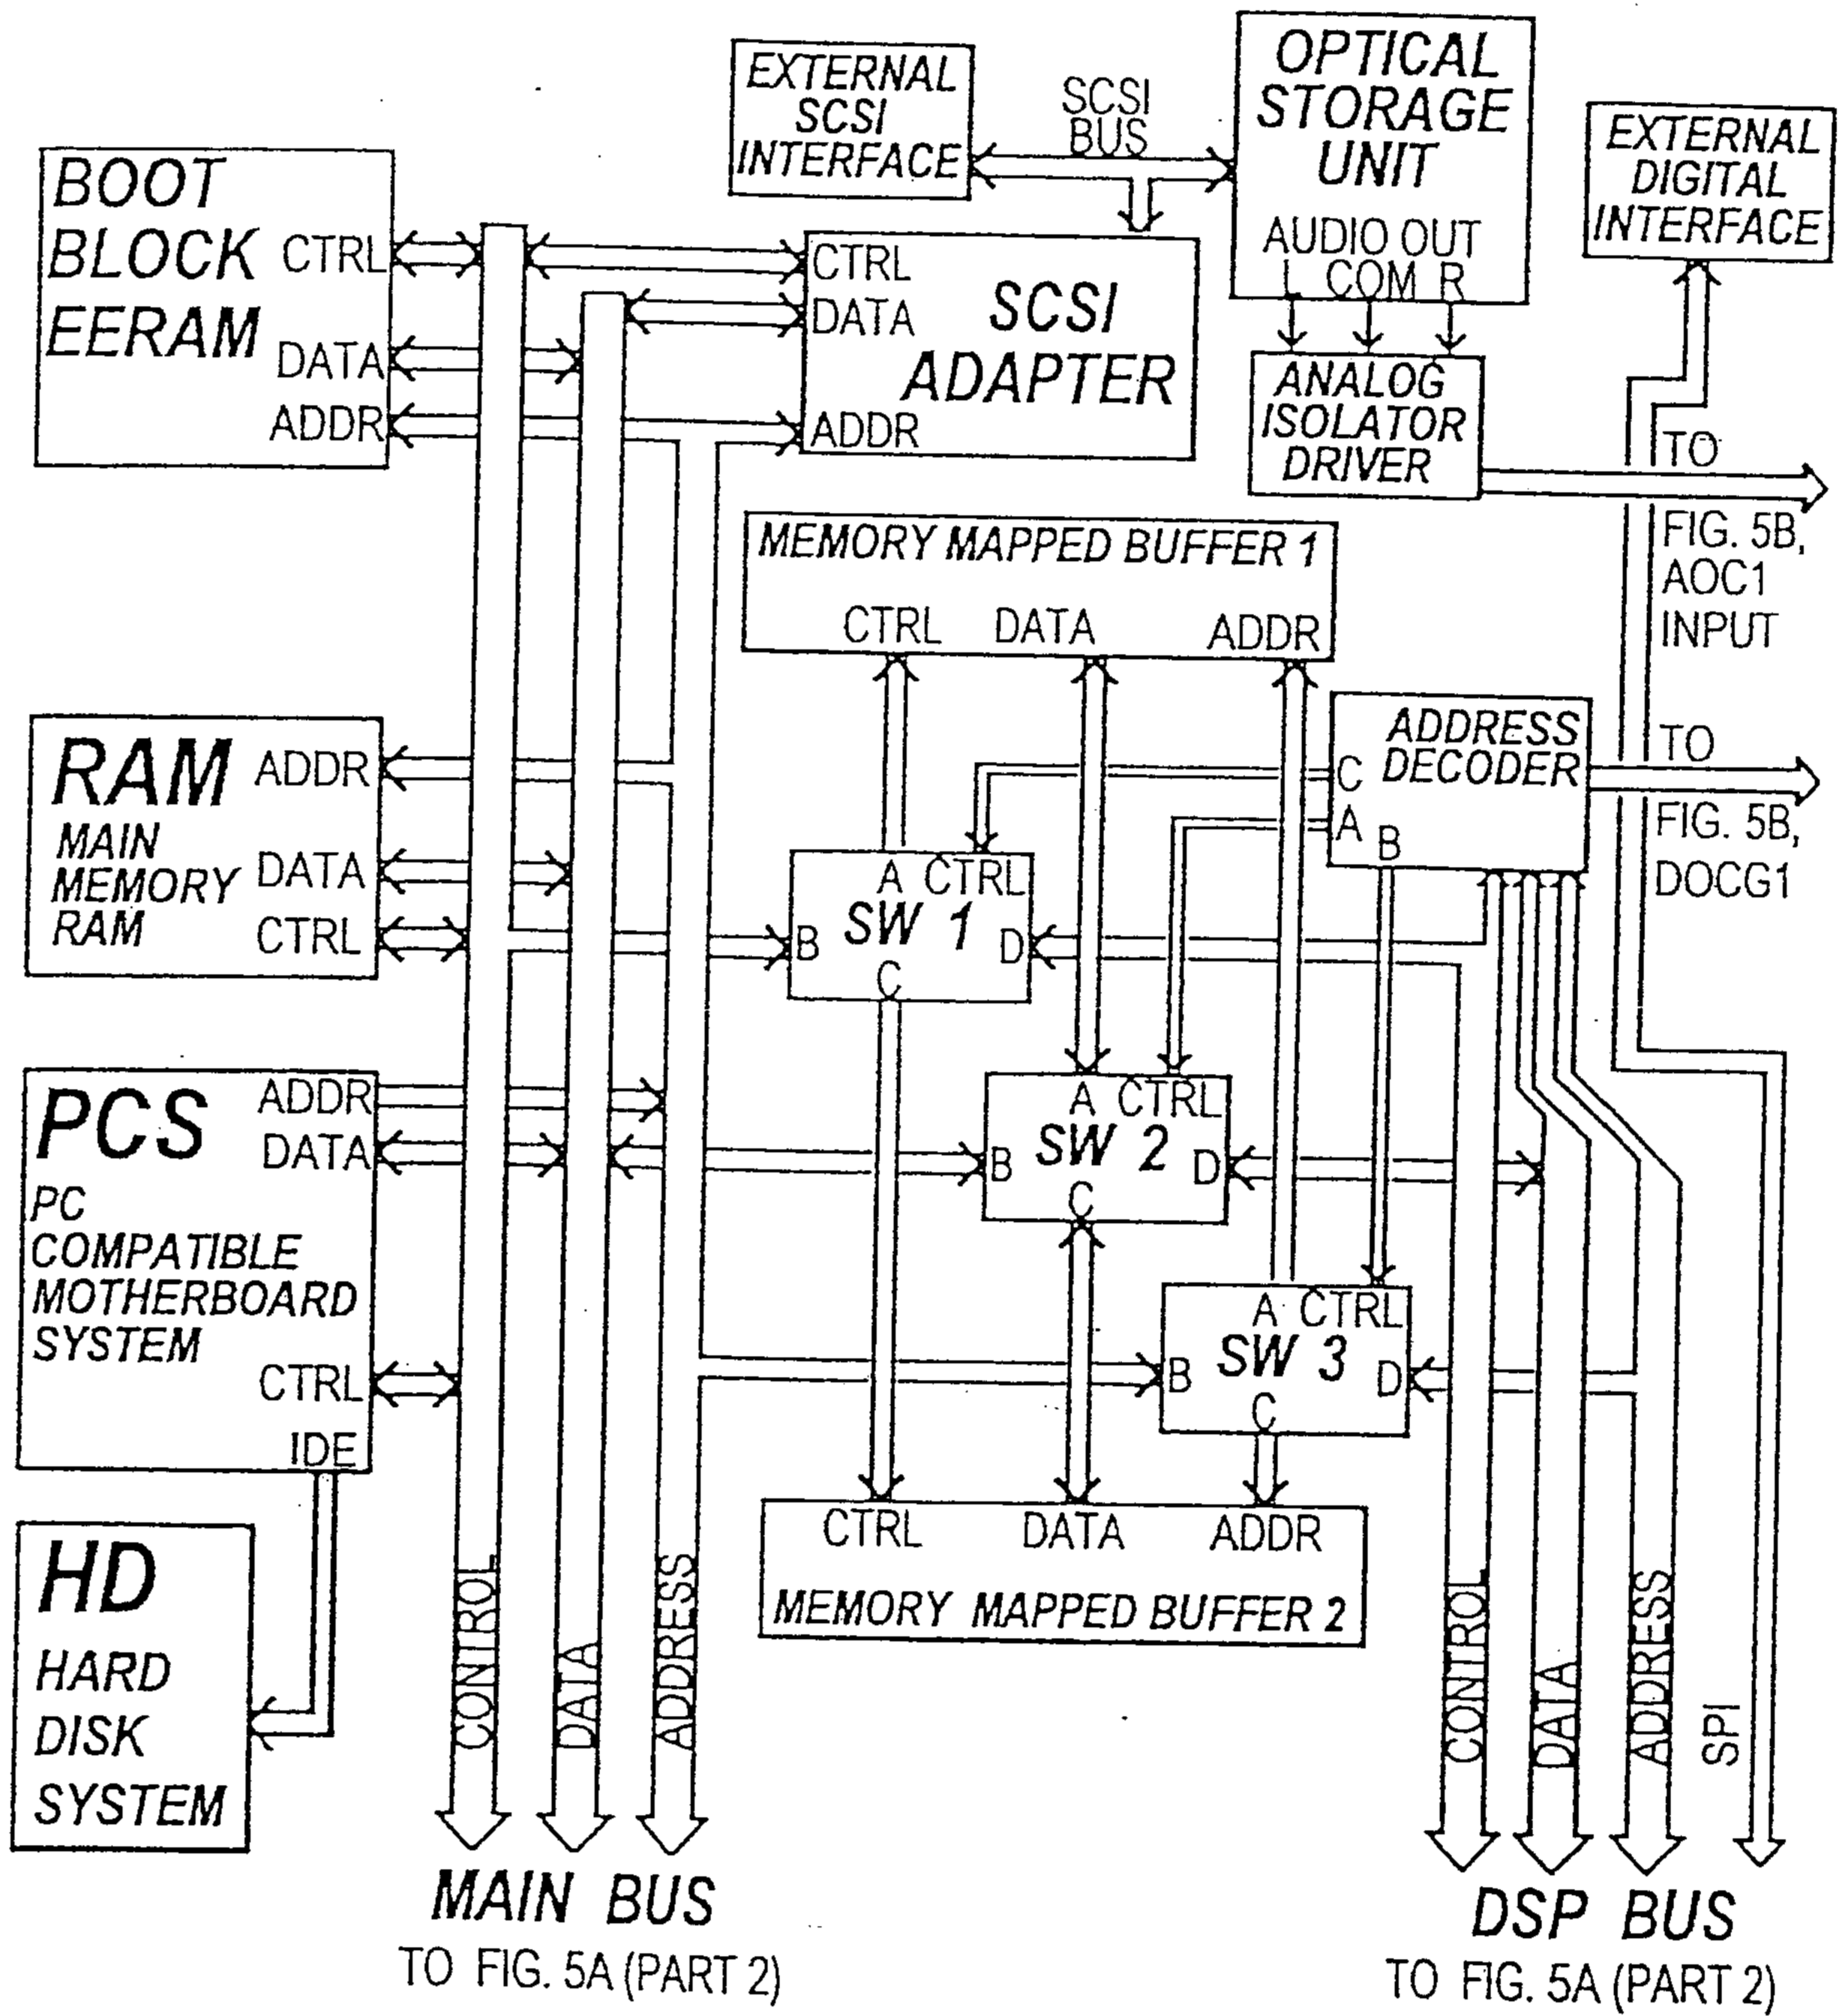 EXTERNAL
SCSI
INTERFACE
SCSI
BUS
OPTICAL
STORAGE
UNIT
AUDIO OUT
L COM R
EXTERNAL
DIGITAL
INTERFACE
BOOT
BLOCK
EERAM
CTRL
DATA
ADDR
CTRL
DATA
ADDR
SCSI
ADAPTER
ANALOG
ISOLATOR
DRIVER
TO
FIG. 5B,
AOC1
INPUT
MEMORY MAPPED BUFFER 1
CTRL DATA ADDR
RAM
MAIN
MEMORY
RAM
ADDR
DATA
CTRL
ADDRESS
DECODER
C
A
B
TO
FIG. 5B,
DOCG1
A CTRL
SW 1
B D
C
PCS
PC
COMPATIBLE
MOTHERBOARD
SYSTEM
ADDR
DATA
CTRL
IDE
A CTRL
SW 2
B D
C
A CTRL
SW 3
B D
C
HD
HARD
DISK
SYSTEM
CTRL DATA ADDR
MEMORY MAPPED BUFFER 2
CONTROL
DATA
ADDRESS
CONTROL
DATA
ADDRESS
SPI
MAIN BUS
TO FIG. 5A (PART 2)
DSP BUS
TO FIG. 5A (PART 2)